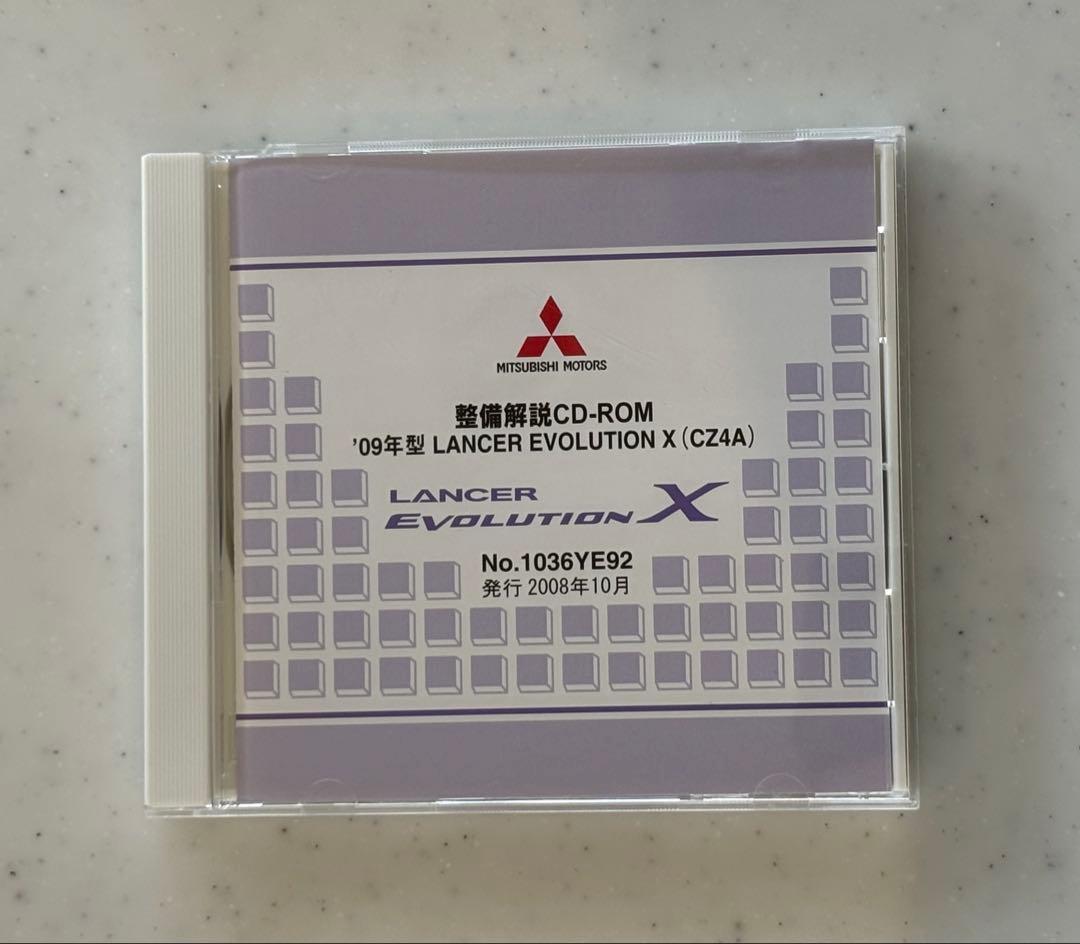 MITSUBISHI MOTORS
整備解説CD-ROM
'09年型 LANCER EVOLUTION X（CZ4A）
LANCER
EVOLUTION X
No.1036YE92
発行 2008年10月